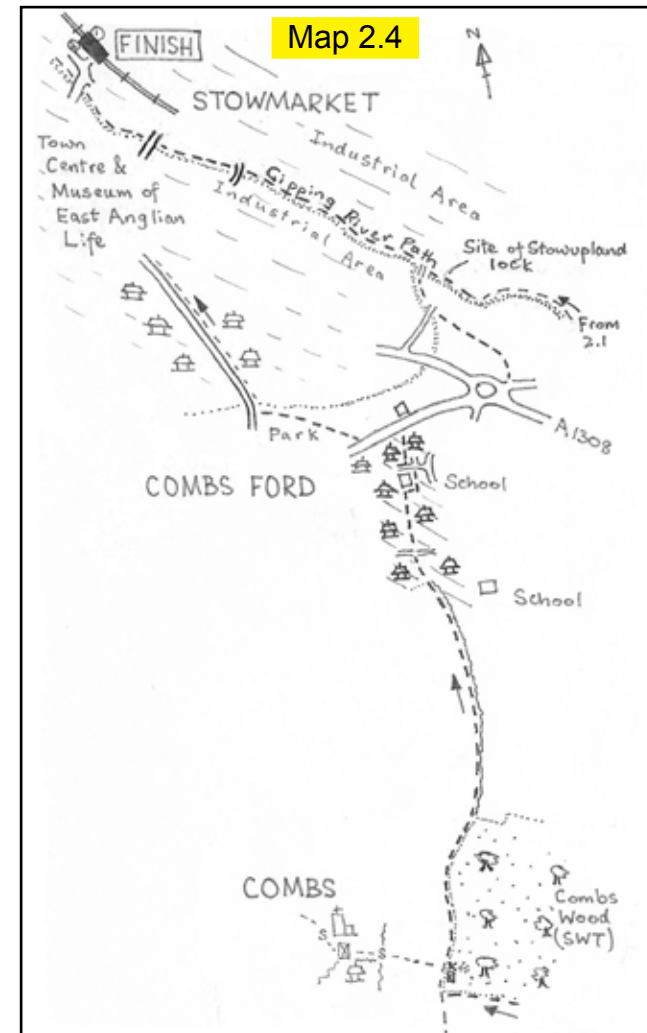 Map 2.4
FINISH
N
STOWMARKET
Industrial Area
Town
Centre &
Museum of
East Anglian
Life
Gipping River Path
Industrial Area
Site of Stowupland
lock
From
2.1
A1308
Park
COMBS FORD
School
School
COMBS
S
S
Combs
Wood
(SWT)